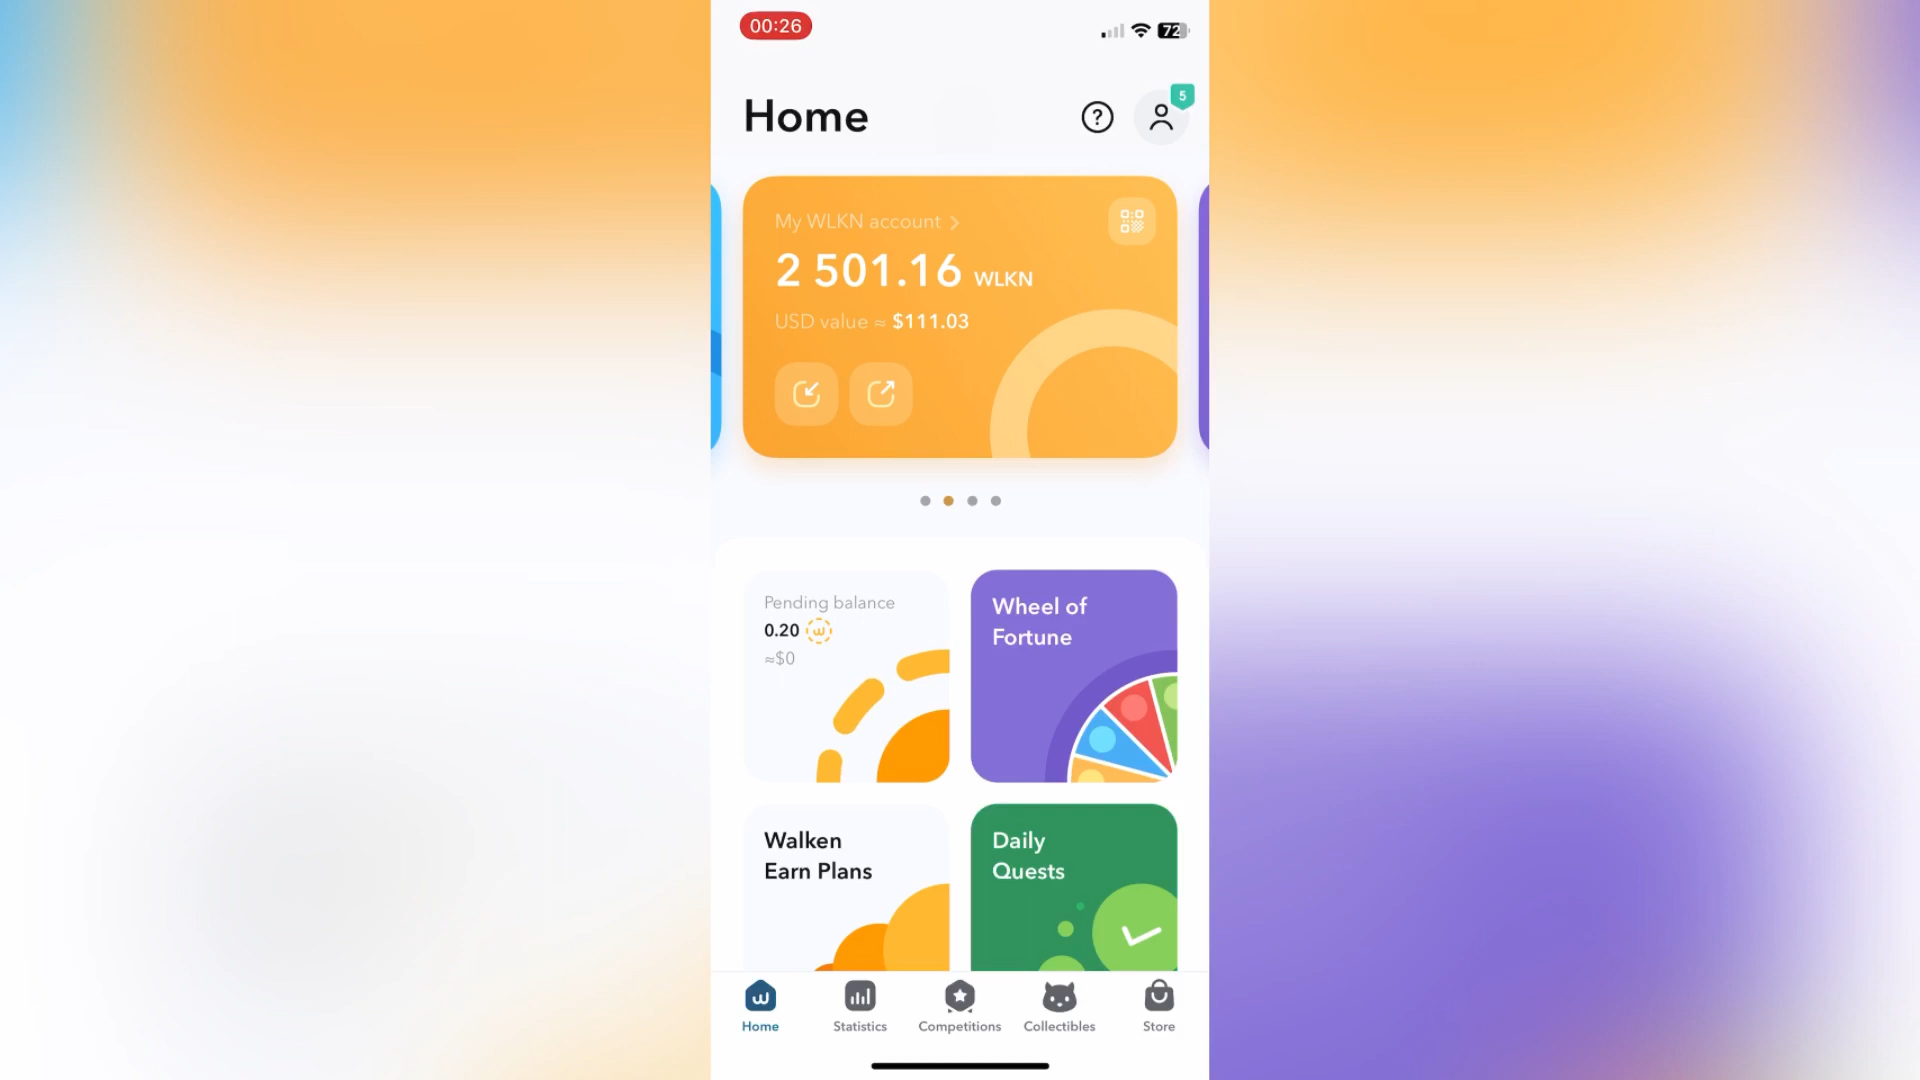 00:26
72
Home
?
5
My WLKN account
2 501.16 WLKN
USD value ≈ $111.03
Pending balance
0.20
≈$0
Wheel of
Fortune
Walken
Earn Plans
Daily
Quests
Home
Statistics
Competitions
Collectibles
Store